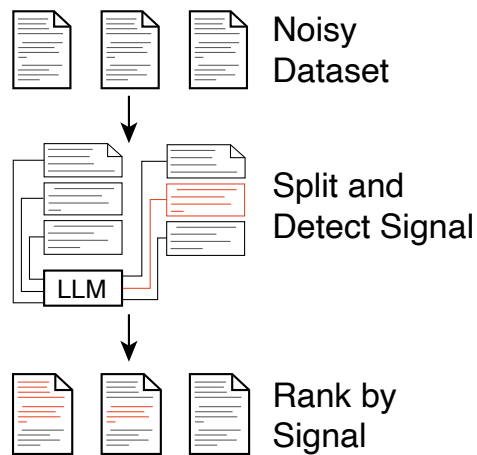 Noisy
Dataset
Split and
Detect Signal
LLM
Rank by
Signal